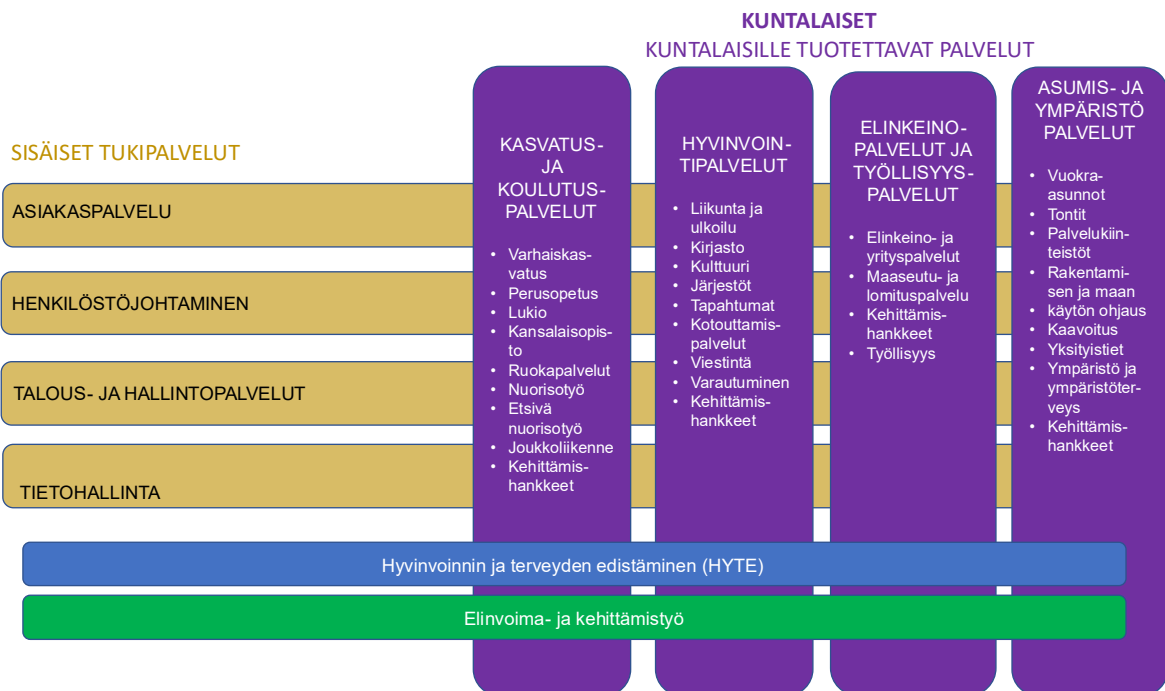 KUNTALAISET
KUNTALAISILLE TUOTETTAVAT PALVELUT
SISÄISET TUKIPALVELUT
ASIAKASPALVELU
HENKILÖSTÖJOHTAMINEN
TALOUS- JA HALLINTOPALVELUT
TIETOHALLINTA
KASVATUS-
JA
KOULUTUS-
PALVELUT
• Varhaiskas-
vatus
• Perusopetus
• Lukio
• Kansalaisopis-
to
• Ruokapalvelut
• Nuorisotyö
• Etsivä
nuorisotyö
• Joukkoliikenne
• Kehittämis-
hankkeet
HYVINVOIN-
TIPALVELUT
• Liikunta ja
ulkoilu
• Kirjasto
• Kulttuuri
• Järjestöt
• Tapahtumat
• Kotouttamis-
palvelut
• Viestintä
• Varautuminen
• Kehittämis-
hankkeet
ELINKEINO-
PALVELUT JA
TYÖLLISYYS-
PALVELUT
• Elinkeino- ja
yrityspalvelut
• Maaseutu- ja
lomituspalvelu
• Kehittämis-
hankkeet
• Työllisyys
ASUMIS- JA
YMPÄRISTÖ
PALVELUT
• Vuokra-
asunnot
• Tontit
• Palvelukiin-
teistöt
• Rakentami-
sen ja maan
• käytön ohjaus
• Kaavoitus
• Yksityistiet
• Ympäristö ja
ympäristöter-
veys
• Kehittämis-
hankkeet
Hyvinvoinnin ja terveyden edistäminen (HYTE)
Elinvoima- ja kehittämistyö